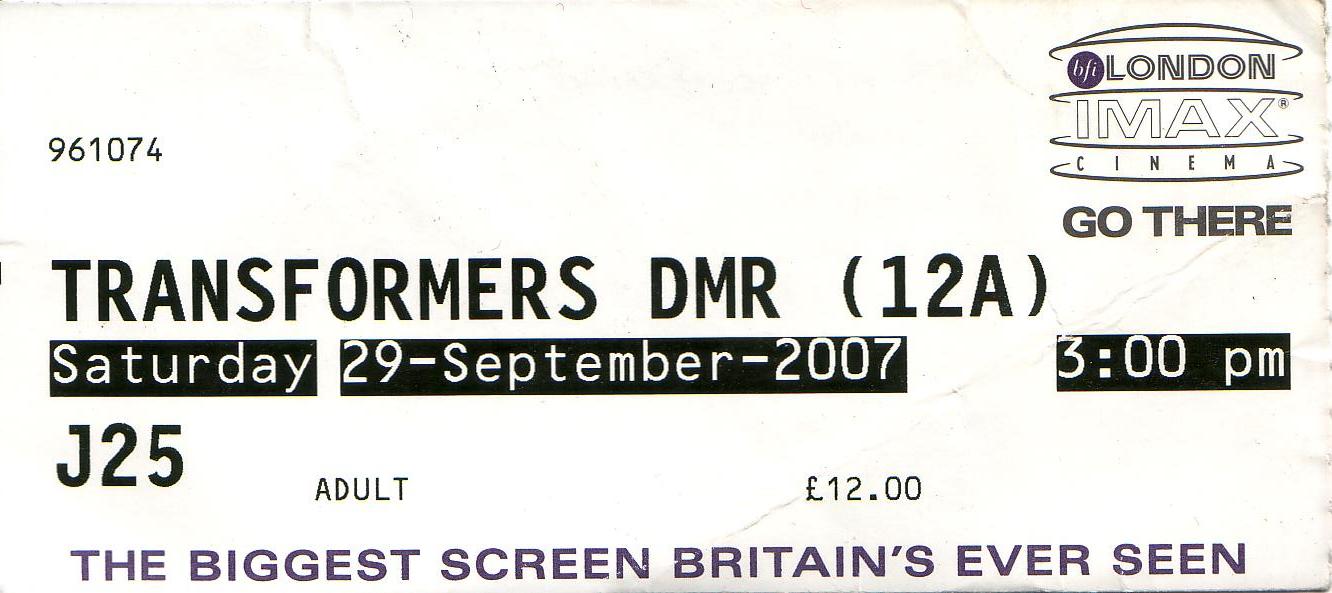 bfi LONDON
IMAX®
CINEMA
GO THERE
961074
TRANSFORMERS DMR (12A)
Saturday 29-September-2007 3:00 pm
J25
ADULT £12.00
THE BIGGEST SCREEN BRITAIN'S EVER SEEN